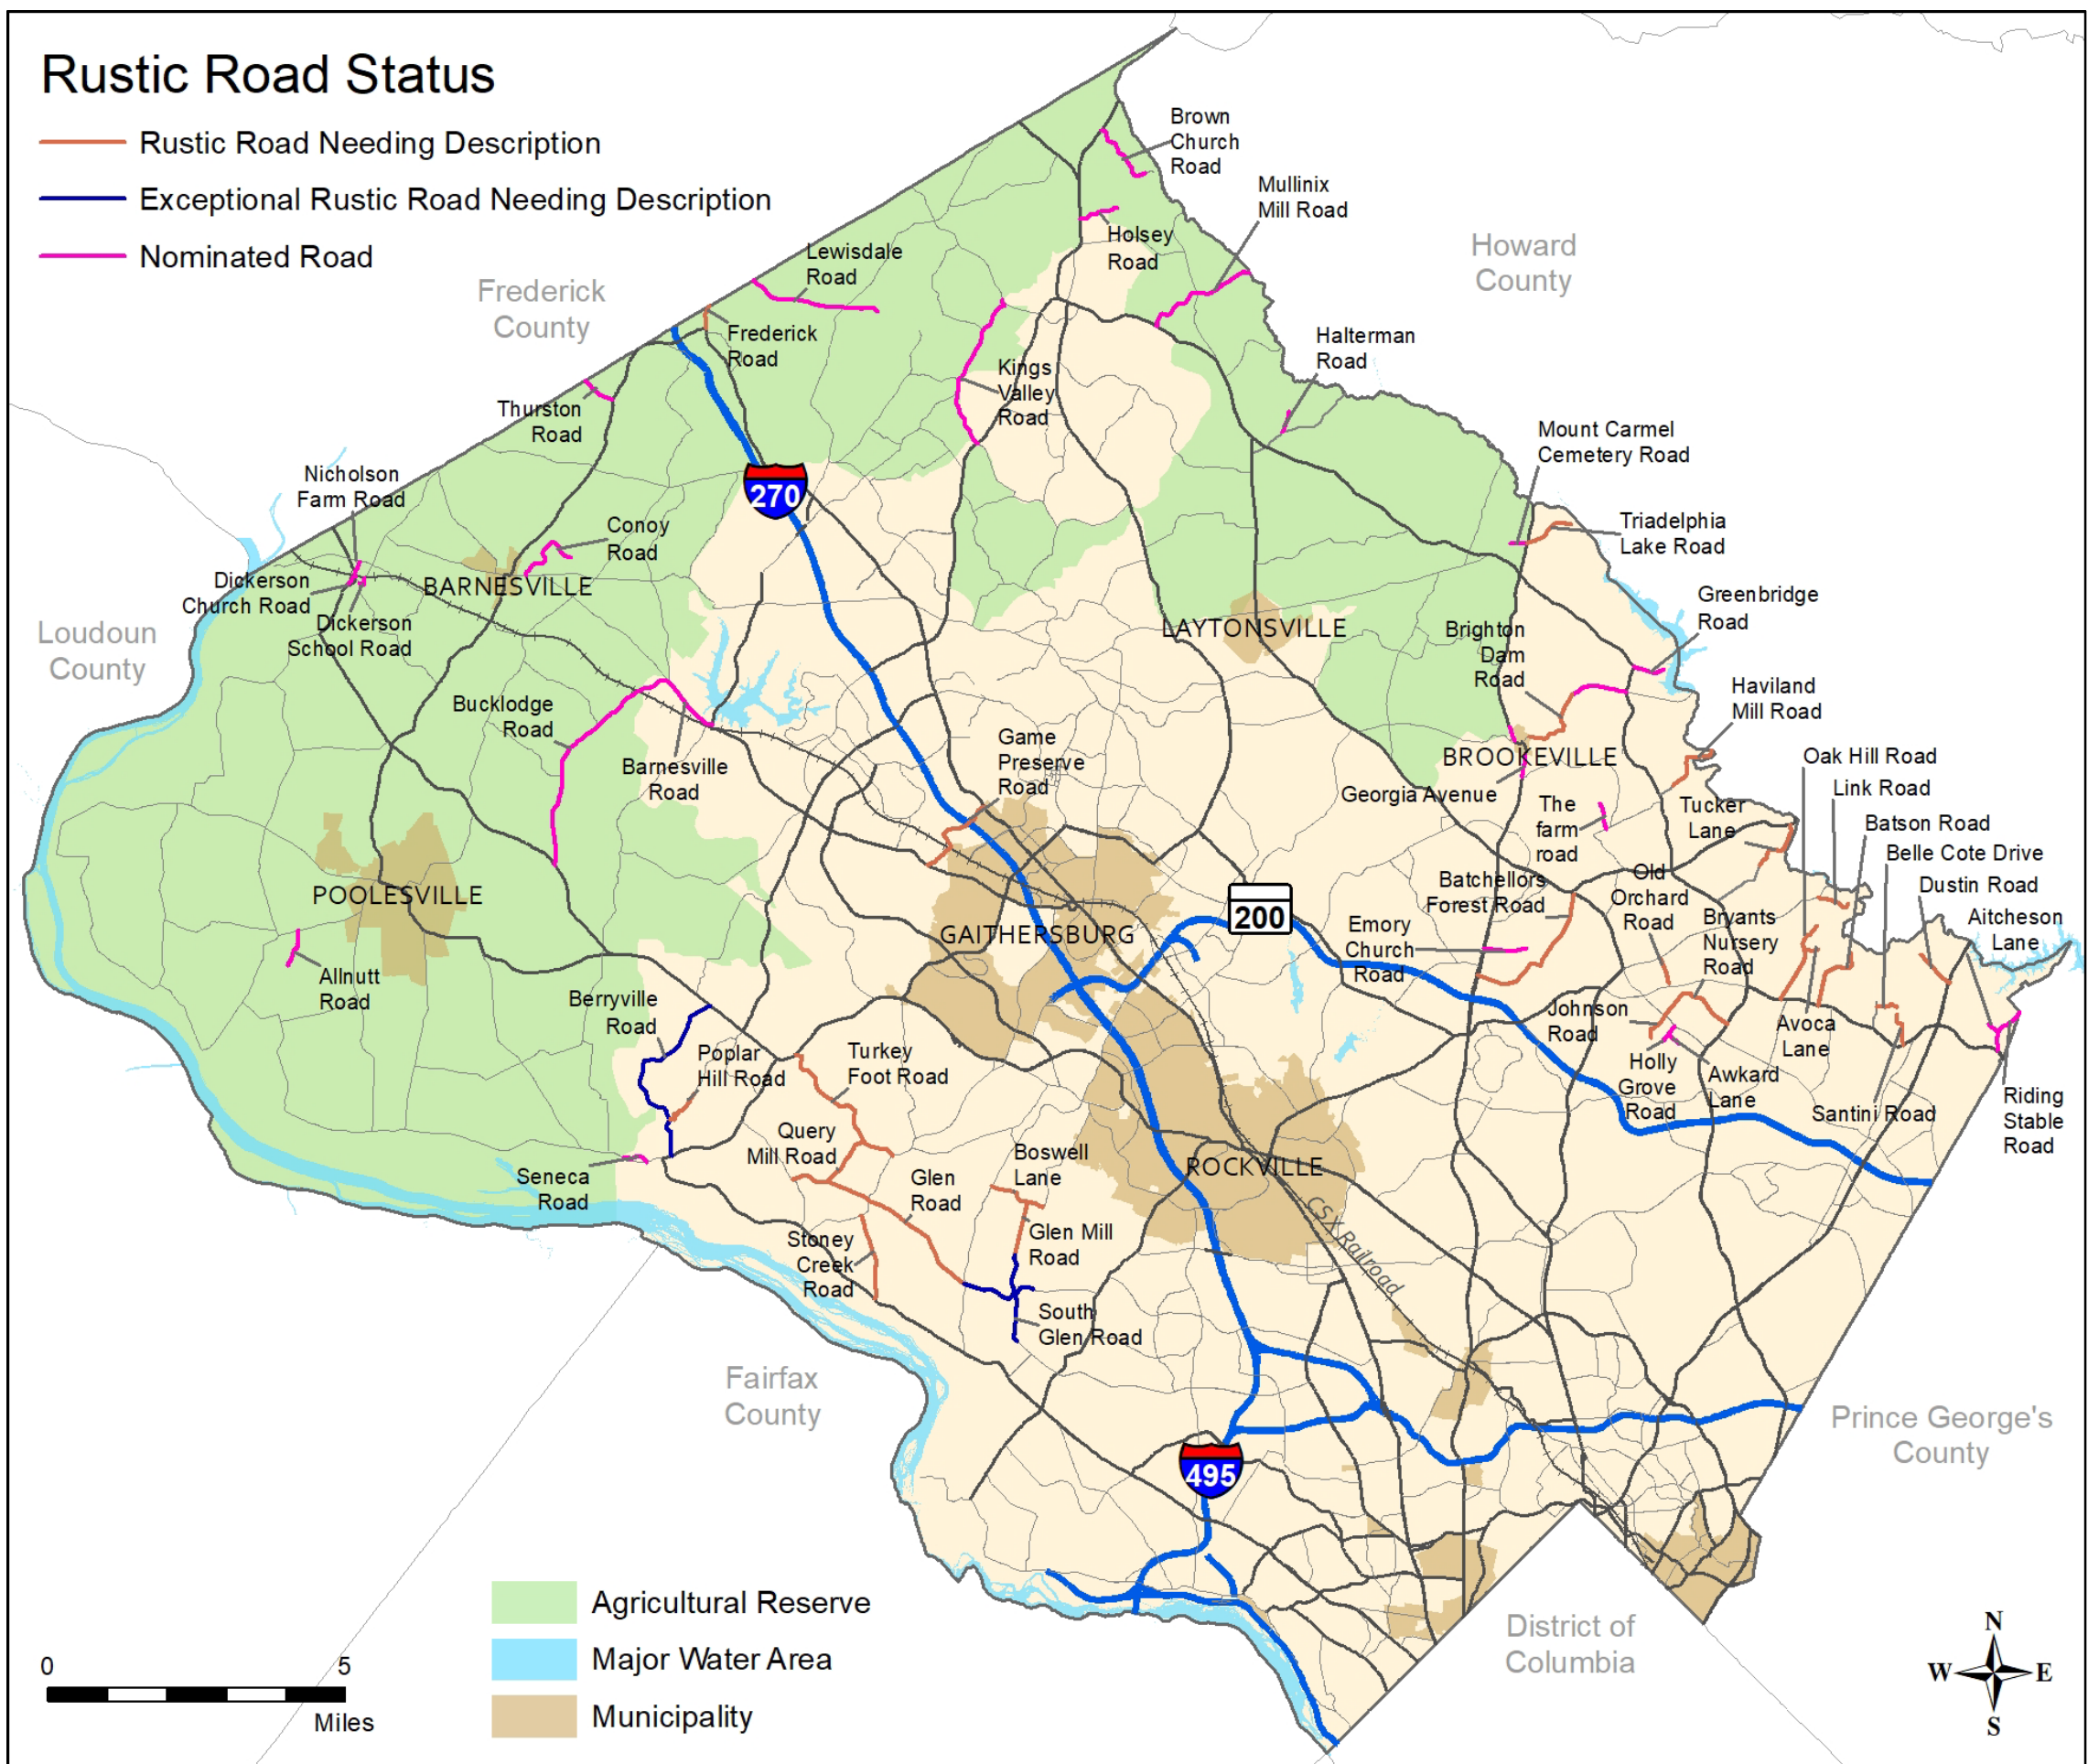 Rustic Road Status
Rustic Road Needing Description
Exceptional Rustic Road Needing Description
Nominated Road
Brown
Church
Road
Mullinix
Mill Road
Holsey
Road
Howard
County
Lewisdale
Road
Frederick
County
Frederick
Road
Halterman
Road
Kings
Valley
Road
Thurston
Road
Mount Carmel
Cemetery Road
Nicholson
Farm Road
270
Conoy
Road
Triadelphia
Lake Road
Dickerson
Church Road
BARNESVILLE
Greenbridge
Road
Dickerson
School Road
Loudoun
County
LAYTONSVILLE
Brighton
Dam
Road
Bucklodge
Road
Haviland
Mill Road
Game
Preserve
Road
BROOKEVILLE
Oak Hill Road
Barnesville
Road
Link Road
Georgia Avenue
The
farm
road
Tucker
Lane
Batson Road
Belle Cote Drive
POOLESVILLE
Batchellors
Forest Road
Old
Orchard
Road
Dustin Road
200
Bryants
Nursery
Road
Aitcheson
Lane
GAITHERSBURG
Emory
Church
Road
Allnutt
Road
Berryville
Road
Johnson
Road
Avoca
Lane
Poplar
Hill Road
Turkey
Foot Road
Holly
Grove
Road
Awkard
Lane
Riding
Stable
Road
Santini Road
Query
Mill Road
Boswell
Lane
ROCKVILLE
Seneca
Road
Glen
Road
Glen Mill
Road
CSX Railroad
Stoney
Creek
Road
South
Glen Road
Fairfax
County
Prince George's
County
495
Agricultural Reserve
Major Water Area
Municipality
District of
Columbia
0
5
Miles
N
W
E
S